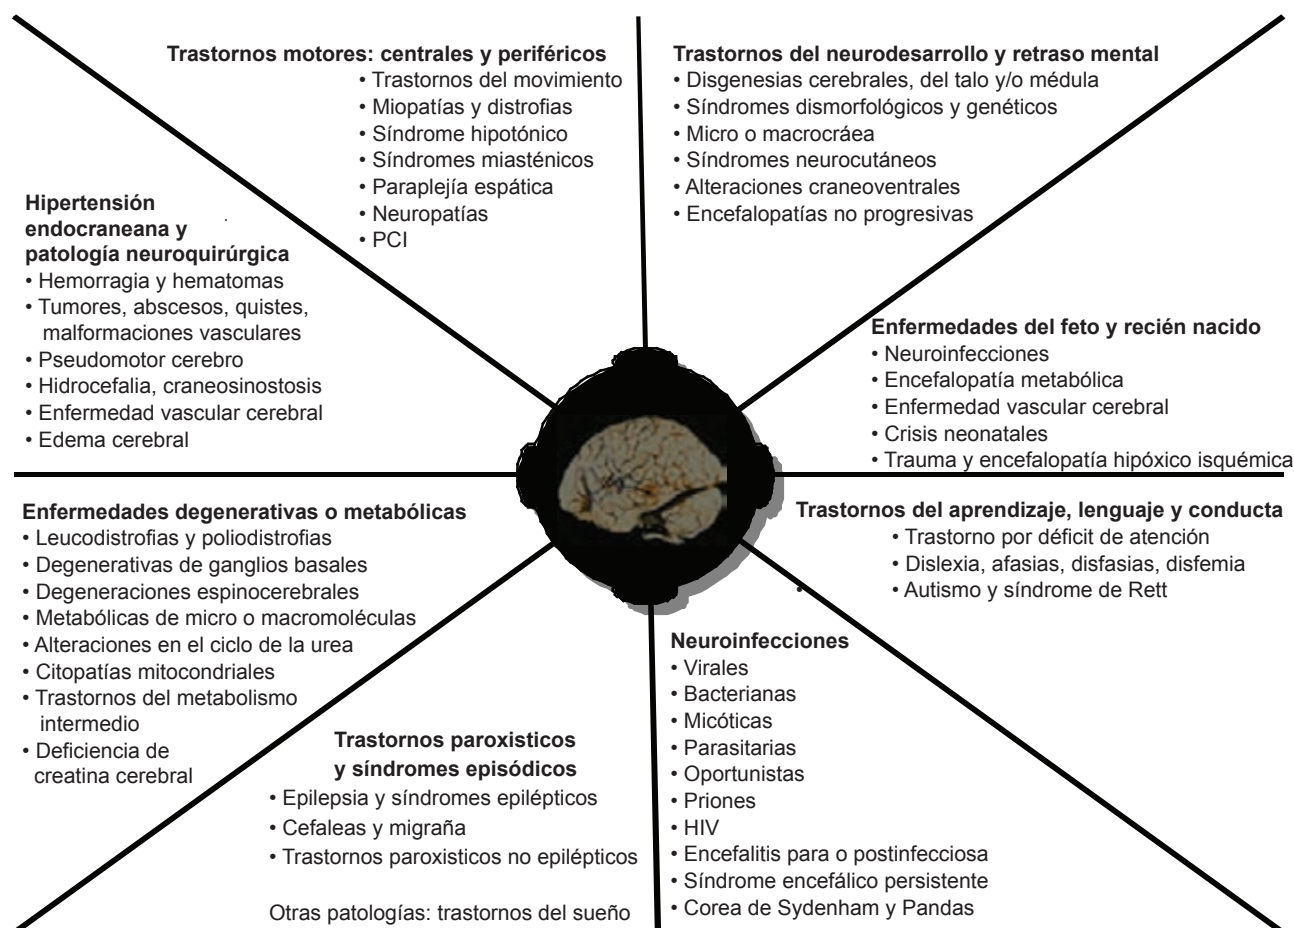 Trastornos motores: centrales y periféricos
• Trastornos del movimiento
• Miopatías y distrofias
• Síndrome hipotónico
• Síndromes miasténicos
• Paraplejía espática
• Neuropatías
• PCI
Trastornos del neurodesarrollo y retraso mental
• Disgenesias cerebrales, del talo y/o médula
• Síndromes dismorfológicos y genéticos
• Micro o macrocráea
• Síndromes neurocutáneos
• Alteraciones craneoventrales
• Encefalopatías no progresivas
Hipertensión
endocraneana y
patología neuroquirúrgica
• Hemorragia y hematomas
• Tumores, abscesos, quistes,
malformaciones vasculares
• Pseudomotor cerebro
• Hidrocefalia, craneosinostosis
• Enfermedad vascular cerebral
• Edema cerebral
Enfermedades del feto y recién nacido
• Neuroinfecciones
• Encefalopatía metabólica
• Enfermedad vascular cerebral
• Crisis neonatales
• Trauma y encefalopatía hipóxico isquémica
Enfermedades degenerativas o metabólicas
• Leucodistrofias y poliodistrofias
• Degenerativas de ganglios basales
• Degeneraciones espinocerebrales
• Metabólicas de micro o macromoléculas
• Alteraciones en el ciclo de la urea
• Citopatías mitocondriales
• Trastornos del metabolismo
intermedio
• Deficiencia de
creatina cerebral
Trastornos del aprendizaje, lenguaje y conducta
• Trastorno por déficit de atención
• Dislexia, afasias, disfasias, disfemia
• Autismo y síndrome de Rett
Trastornos paroxisticos
y síndromes episódicos
• Epilepsia y síndromes epilépticos
• Cefaleas y migraña
• Trastornos paroxisticos no epilépticos
Otras patologías: trastornos del sueño
Neuroinfecciones
• Virales
• Bacterianas
• Micóticas
• Parasitarias
• Oportunistas
• Priones
• HIV
• Encefalitis para o postinfecciosa
• Síndrome encefálico persistente
• Corea de Sydenham y Pandas